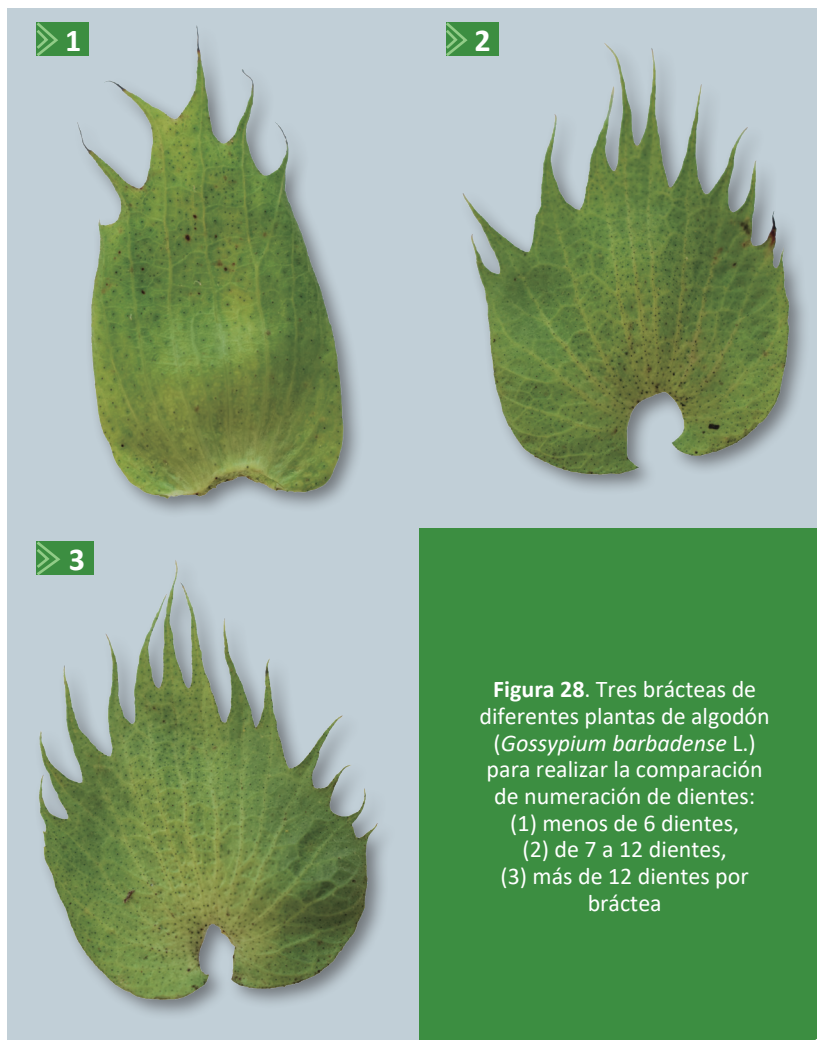 1
2
3
Figura 28. Tres brácteas de
diferentes plantas de algodón
(Gossypium barbadense L.)
para realizar la comparación
de numeración de dientes:
(1) menos de 6 dientes,
(2) de 7 a 12 dientes,
(3) más de 12 dientes por
bráctea